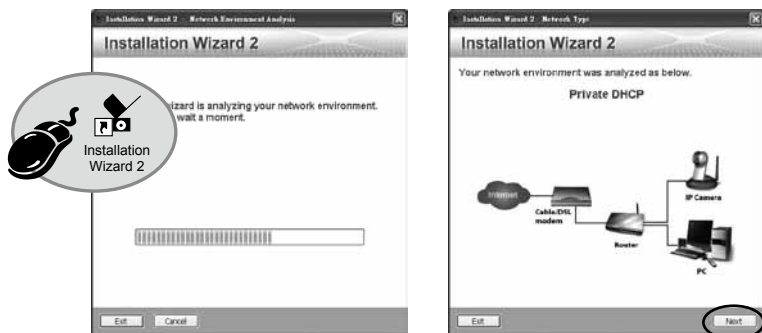 Installation Wizard 2 - Network Environment Analysis
Installation Wizard 2
izard is analyzing your network environment.
wait a moment.
Installation
Wizard 2
Exit
Cancel
Installation Wizard 2 - Network Type
Installation Wizard 2
Your network environment was analyzed as below.
Private DHCP
Internet
Cable/DSL
modem
Router
IP Camera
PC
Exit
Next